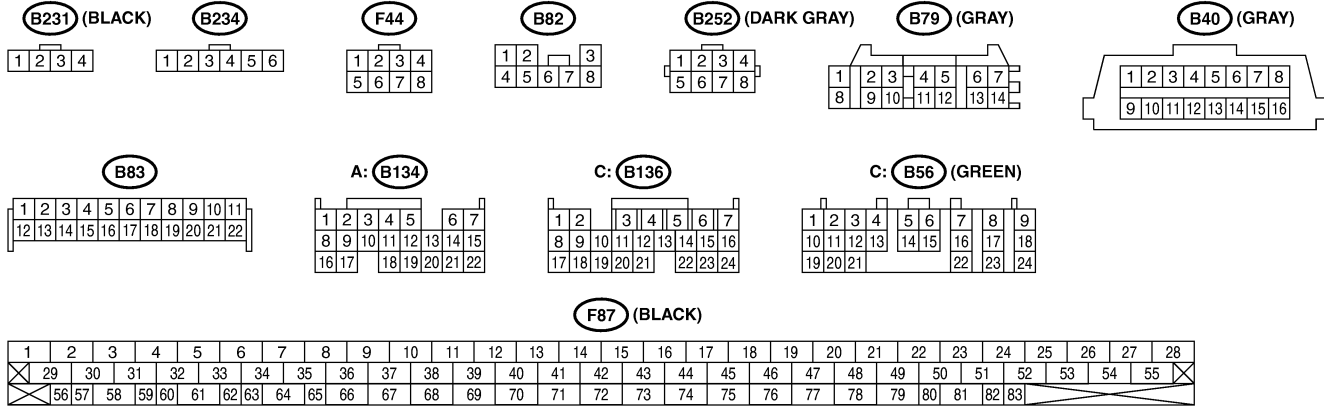 B231 (BLACK) B234 F44 B82 B252 (DARK GRAY) B79 (GRAY) B40 (GRAY)
1 2 3 4
1 2 3 4 5 6
1 2 3 4
5 6 7 8
1 2 3
4 5 6 7 8
1 2 3 4
5 6 7 8
1 2 3 4 5 6 7
8 9 10 11 12 13 14
1 2 3 4 5 6 7 8
9 10 11 12 13 14 15 16
B83 A: B134 C: B136 C: B56 (GREEN)
1 2 3 4 5 6 7 8 9 10 11
12 13 14 15 16 17 18 19 20 21 22
1 2 3 4 5 6 7
8 9 10 11 12 13 14 15
16 17 18 19 20 21 22
1 2 3 4 5 6 7
8 9 10 11 12 13 14 15 16
17 18 19 20 21 22 23 24
1 2 3 4 5 6 7 8 9
10 11 12 13 14 15 16 17 18
19 20 21 22 23 24
F87 (BLACK)
1 2 3 4 5 6 7 8 9 10 11 12 13 14 15 16 17 18 19 20 21 22 23 24 25 26 27 28
29 30 31 32 33 34 35 36 37 38 39 40 41 42 43 44 45 46 47 48 49 50 51 52 53 54 55
56 57 58 59 60 61 62 63 64 65 66 67 68 69 70 71 72 73 74 75 76 77 78 79 80 81 82 83